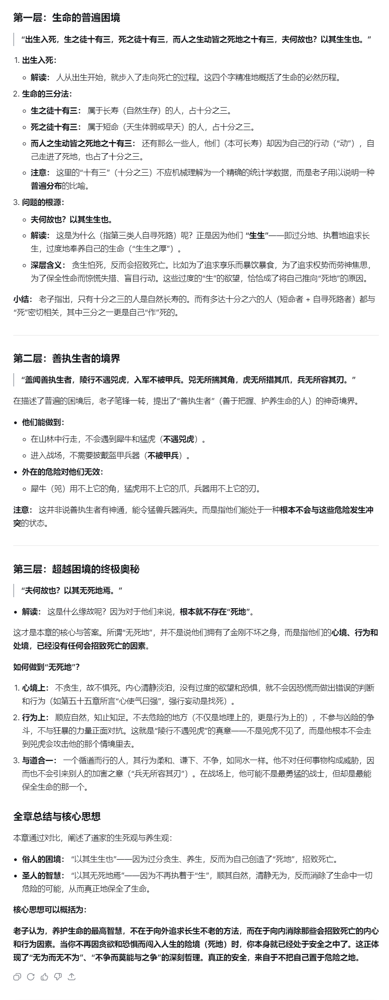 第一层：生命的普遍困境
“出生入死，生之徒十有三，死之徒十有三，而人之生动皆之死地之十有三，夫何故也？以其生生也。”
1. 出生入死：
解读： 人从出生开始，就步入了走向死亡的过程。这四个字精准地概括了生命的必然历程。
2. 生命的三分法：
生之徒十有三： 属于长寿（自然生存）的人，占十分之三。
死之徒十有三： 属于短命（天生体弱或早夭）的人，占十分之三。
而人之生动皆之死地之十有三： 还有那么一些人，他们（本可长寿）却因为自己的行动（“动”），自
己走进了死地，也占了十分之三。
注意： 这里的“十有三”（十分之三）不应机械理解为一个精确的统计学数据，而是老子用以说明一种
普遍分布的比喻。
3. 问题的根源：
夫何故也？以其生生也。
解读： 这是为什么（指第三类人自寻死路）呢？正是因为他们 “生生”——即过分地、执着地追求长
生，过度地奉养自己的生命（“生生之厚”）。
深层含义： 贪生怕死，反而会招致死亡。比如为了追求享乐而暴饮暴食，为了追求权势而劳神焦思，
为了保全性命而惊慌失措、盲目行动。这些过度的“生”的欲望，恰恰成了将自己推向“死地”的原因。
小结： 老子指出，只有十分之三的人是自然长寿的。而有多达十分之六的人（短命者 + 自寻死路者）都与
“死”密切相关，其中三分之一更是自己“作”死的。
第二层：善执生者的境界
“盖闻善执生者，陵行不遇兕虎，入军不被甲兵。兕无所揣其角，虎无所措其爪，兵无所容其刃。”
在描述了普遍的困境后，老子笔锋一转，提出了“善执生者”（善于把握、护养生命的人）的神奇境界。
他们能做到：
在山林中行走，不会遇到犀牛和猛虎（不遇兕虎）。
进入战场，不需要披戴盔甲兵器（不被甲兵）。
外在的危险对他们无效：
犀牛（兕）用不上它的角，猛虎用不上它的爪，兵器用不上它的刃。
注意： 这并非说善执生者有神通，能令猛兽兵器消失。而是指他们能处于一种根本不会与这些危险发生冲
突的状态。
第三层：超越困境的终极奥秘
“夫何故也？以其无死地焉。”
解读： 这是什么缘故呢？因为对于他们来说，根本就不存在“死地”。
这才是本章的核心与答案。所谓“无死地”，并不是说他们拥有了金刚不坏之身，而是指他们的心境、行为和
处境，已经没有任何会招致死亡的因素。
如何做到“无死地”？
1. 心境上： 不贪生，故不惧死。内心清静淡泊，没有过度的欲望和恐惧，就不会因恐慌而做出错误的判断
和行为（如第五十五章所言“心使气曰强”，强行妄动是找死）。
2. 行为上： 顺应自然，知止知足。不去危险的地方（不仅是地理上的，更是行为上的），不参与凶险的争
斗，不与狂暴的力量正面对抗。这就是“陵行不遇兕虎”的真意——不是兕虎不见了，而是他根本不会走
到兕虎会攻击他的那个情境里去。
3. 与道合一： 一个循道而行的人，其行为柔和、谦下、不争，如同水一样。他不对任何事物构成威胁，因
而也不会引来别人的加害之意（“兵无所容其刃”）。在战场上，他可能不是最勇猛的战士，但却是最能
保全生命的那一个。
全章总结与核心思想
本章通过对比，阐述了道家的生死观与养生观：
俗人的困境： “以其生生也”——因为过分贪生、养生，反而为自己创造了“死地”，招致死亡。
圣人的智慧： “以其无死地焉”——因为不再执着于“生”，顺其自然，清静无为，反而消除了生命中一切
危险的可能，从而真正地保全了生命。
核心思想可以概括为：
老子认为，养护生命的最高智慧，不在于向外追求长生不老的方法，而在于向内消除那些会招致死亡的内心
和行为因素。当你不再因贪欲和恐惧而闯入人生的险境（死地）时，你本身就已经处于安全之中了。这正体
现了“无为而无不为”、“不争而莫能与之争”的深刻哲理。真正的安全，来自于不把自己置于危险之地。